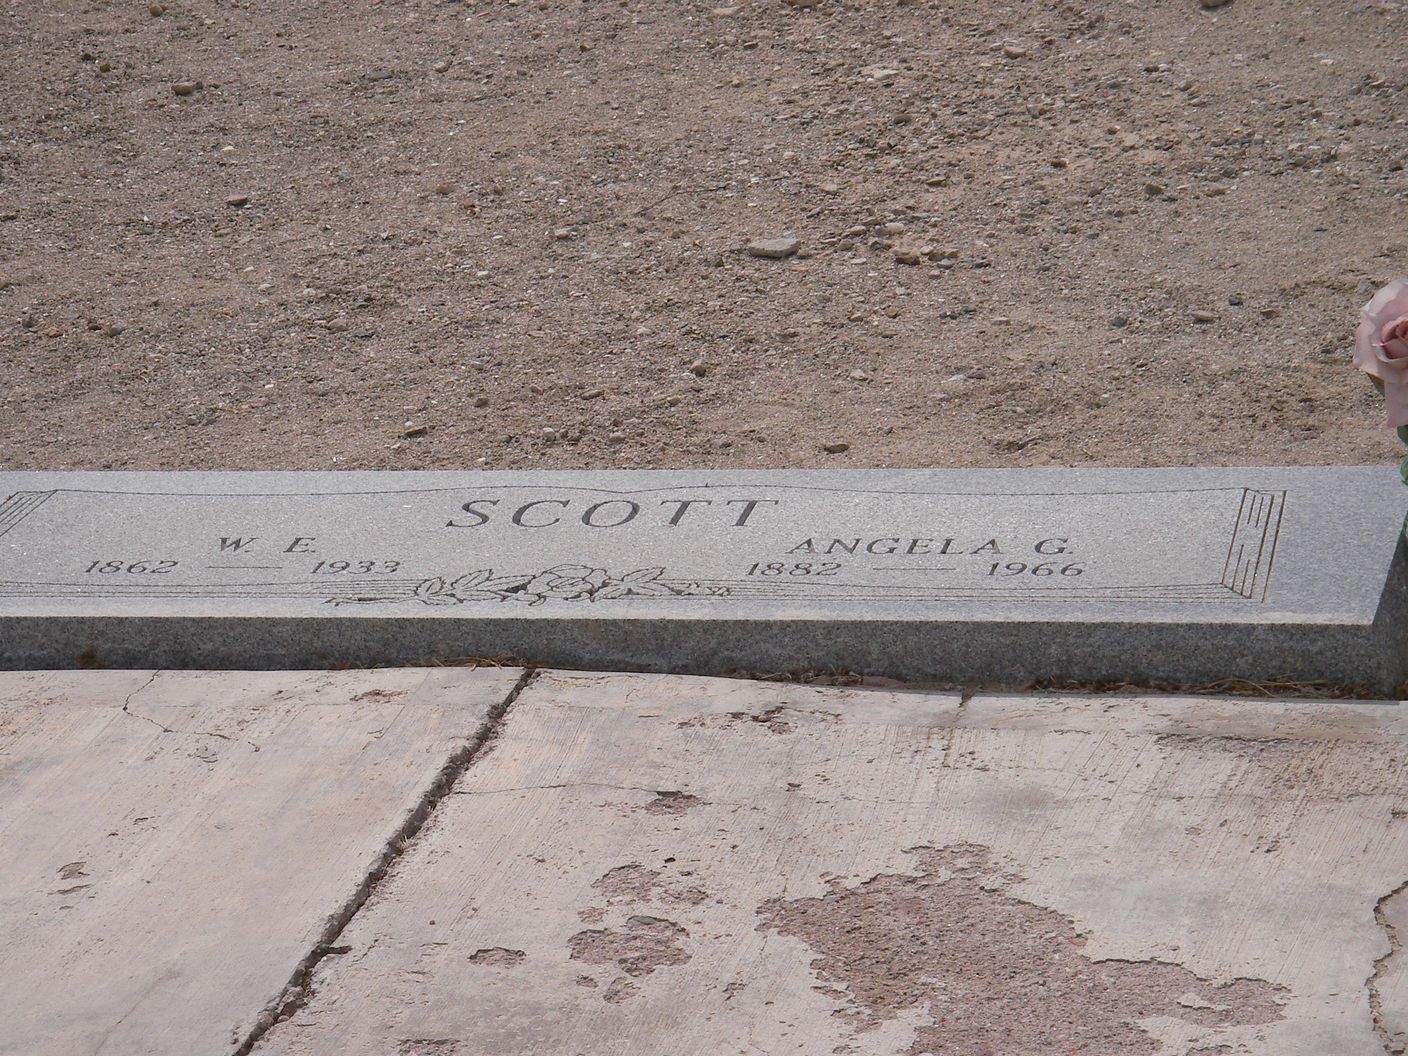 SCOTT
W. E. ANGELA G.
1862 — 1933 1882 — 1966